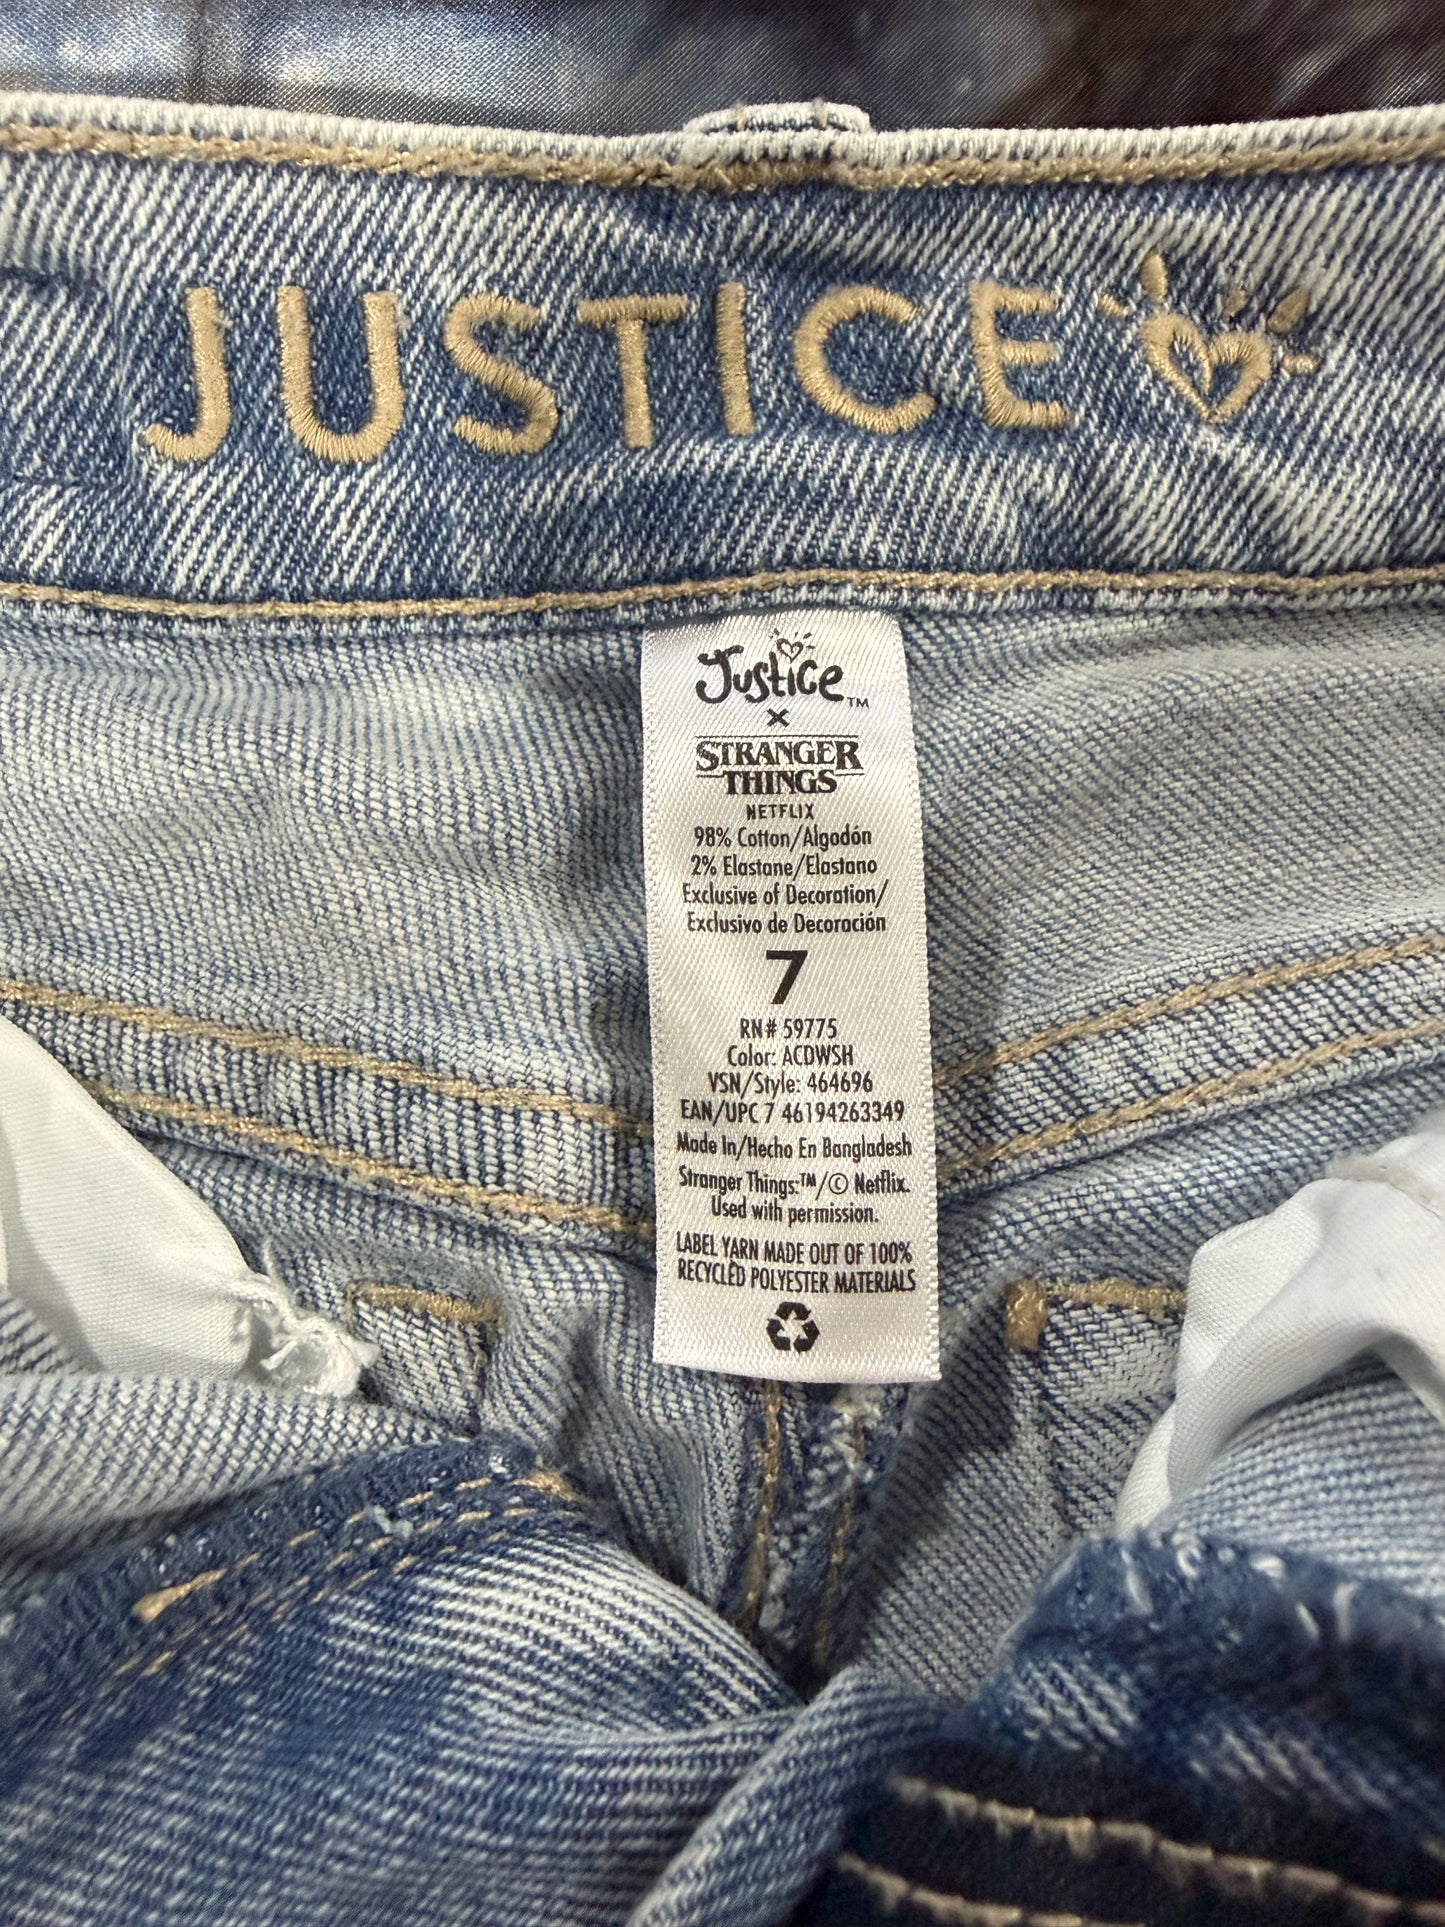 JUSTICE
Justice™
×
STRANGER
THINGS
NETFLIX
98% Cotton/Algodón
2% Elastane/Elastano
Exclusive of Decoration/
Exclusivo de Decoración
7
RN# 59775
Color: ACDWSH
VSN/Style: 464696
EAN/UPC 7 46194263349
Made In/Hecho En Bangladesh
Stranger Things:™/© Netflix.
Used with permission.
LABEL YARN MADE OUT OF 100%
RECYCLED POLYESTER MATERIALS